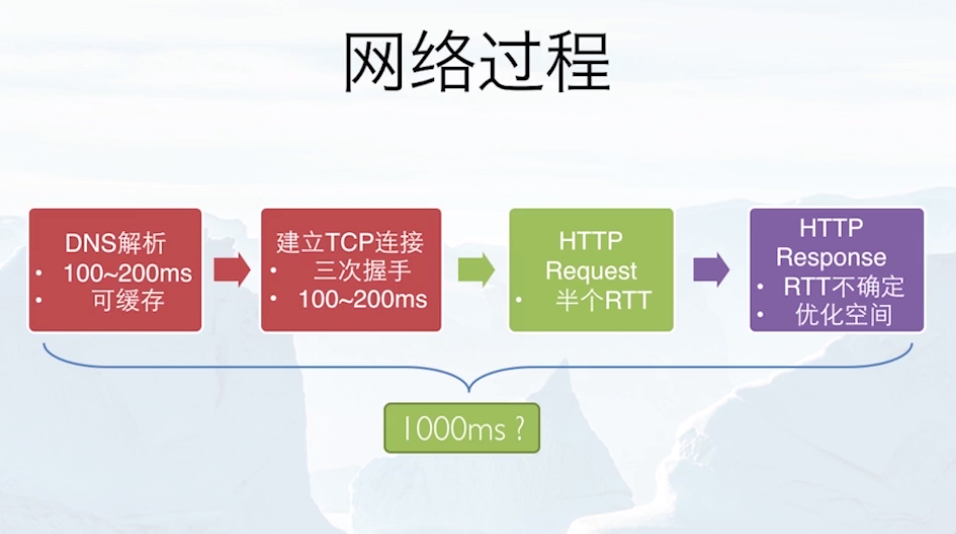 网络过程
DNS解析
• 100~200ms
• 可缓存
建立TCP连接
• 三次握手
• 100~200ms
HTTP
Request
• 半个RTT
HTTP
Response
• RTT不确定
• 优化空间
1000ms ?